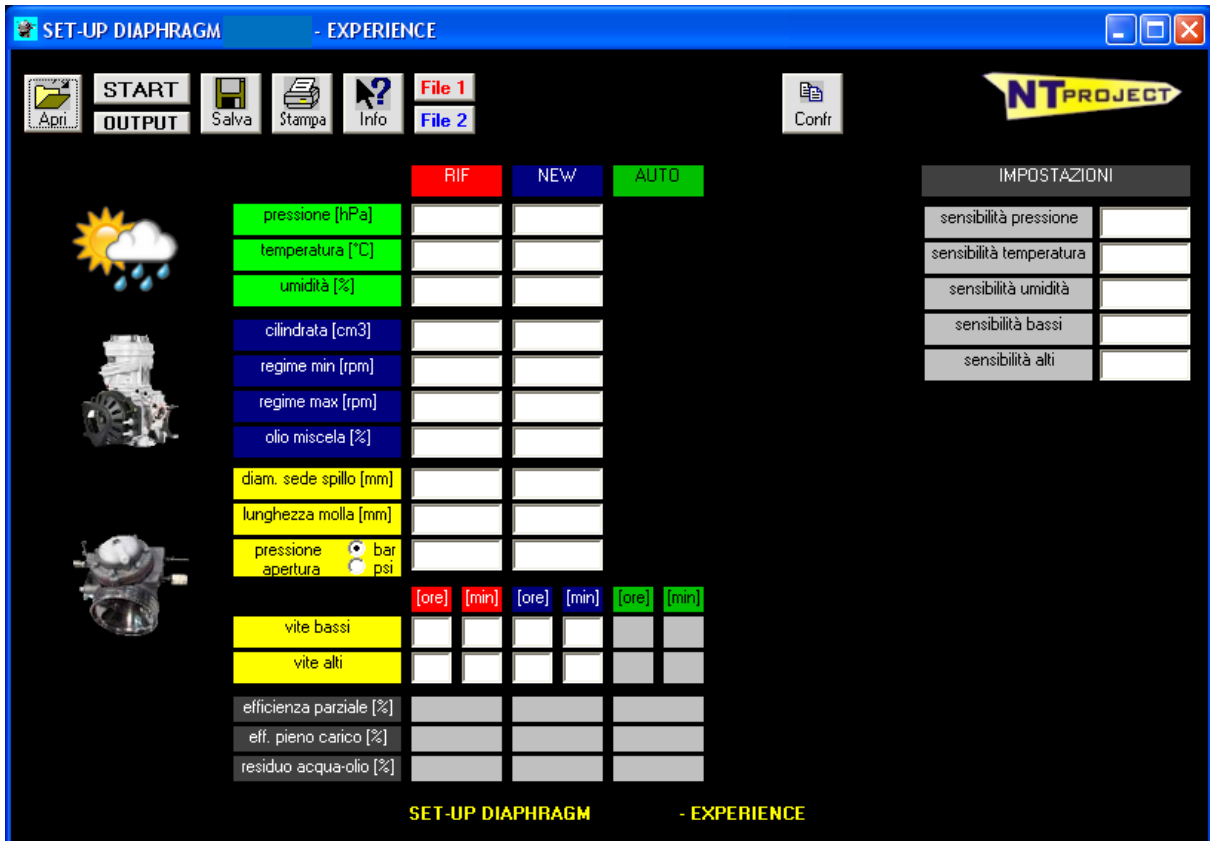 SET-UP DIAPHRAGM - EXPERIENCE
Apri
START
OUTPUT
Salva
Stampa
Info
File 1
File 2
Confr
NTPROJECT
RIF NEW AUTO
IMPOSTAZIONI
pressione [hPa]
sensibilità pressione
temperatura [°C]
sensibilità temperatura
umidità [%]
sensibilità umidità
cilindrata [cm3]
sensibilità bassi
regime min [rpm]
sensibilità alti
regime max [rpm]
olio miscela [%]
diam. sede spillo [mm]
lunghezza molla [mm]
pressione apertura
bar
psi
[ore] [min] [ore] [min] [ore] [min]
vite bassi
vite alti
efficienza parziale [%]
eff. pieno carico [%]
residuo acqua-olio [%]
SET-UP DIAPHRAGM - EXPERIENCE